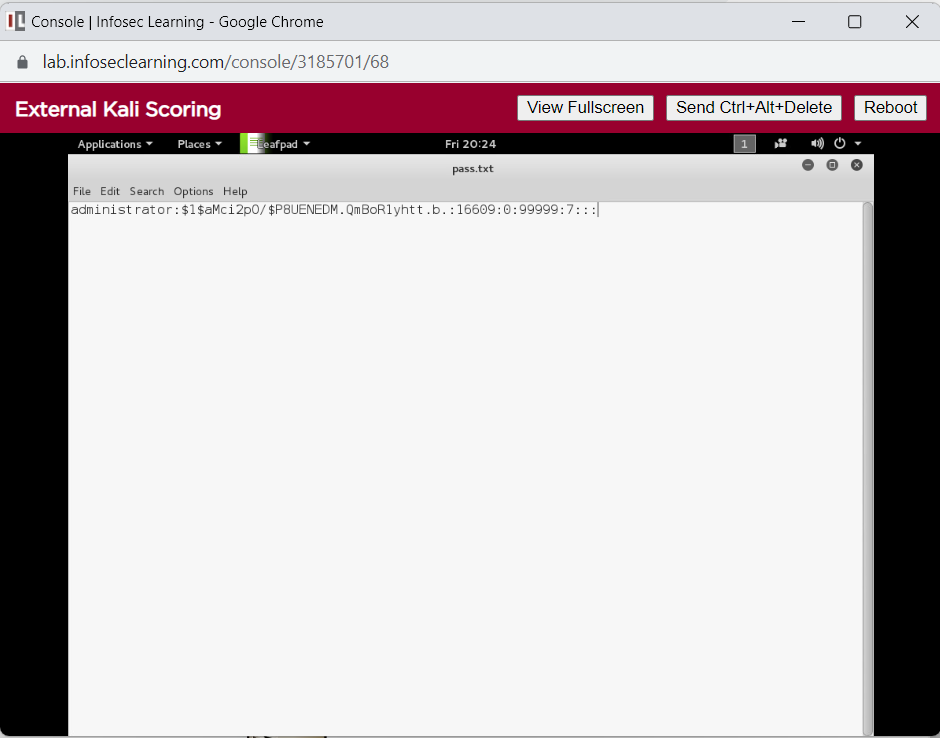 Console | Infosec Learning - Google Chrome
lab.infoseclearning.com/console/3185701/68
External Kali Scoring
View Fullscreen
Send Ctrl+Alt+Delete
Reboot
Applications Places Leafpad Fri 20:24 1
pass.txt
File Edit Search Options Help
administrator:$1$aMci2pO/$P8UENEDM.QmBoR1yhtt.b.:16609:0:99999:7:::